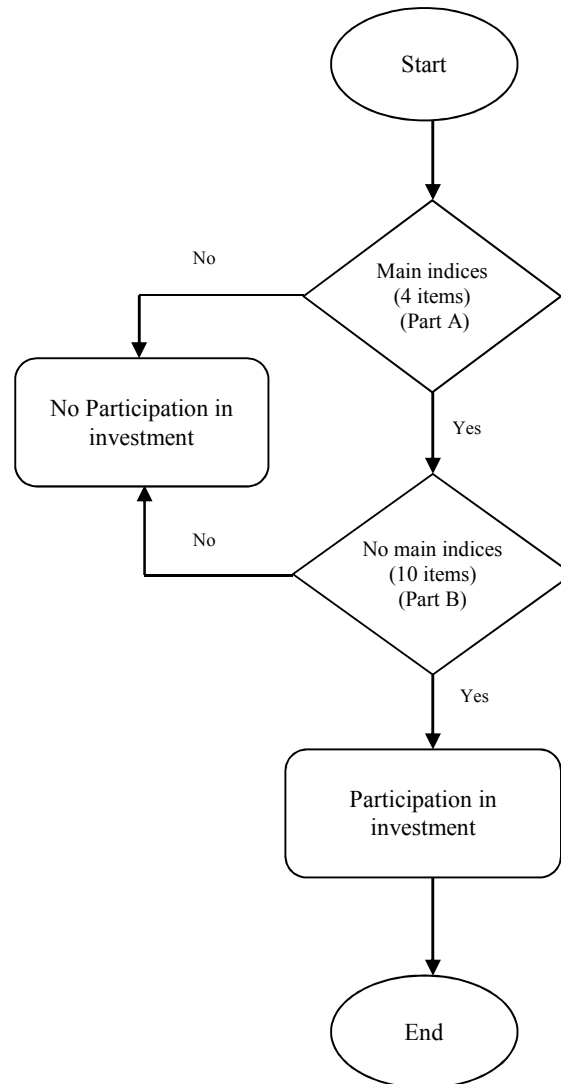 Start
No
Main indices
(4 items)
(Part A)
No Participation in
investment
Yes
No
No main indices
(10 items)
(Part B)
Yes
Participation in
investment
End